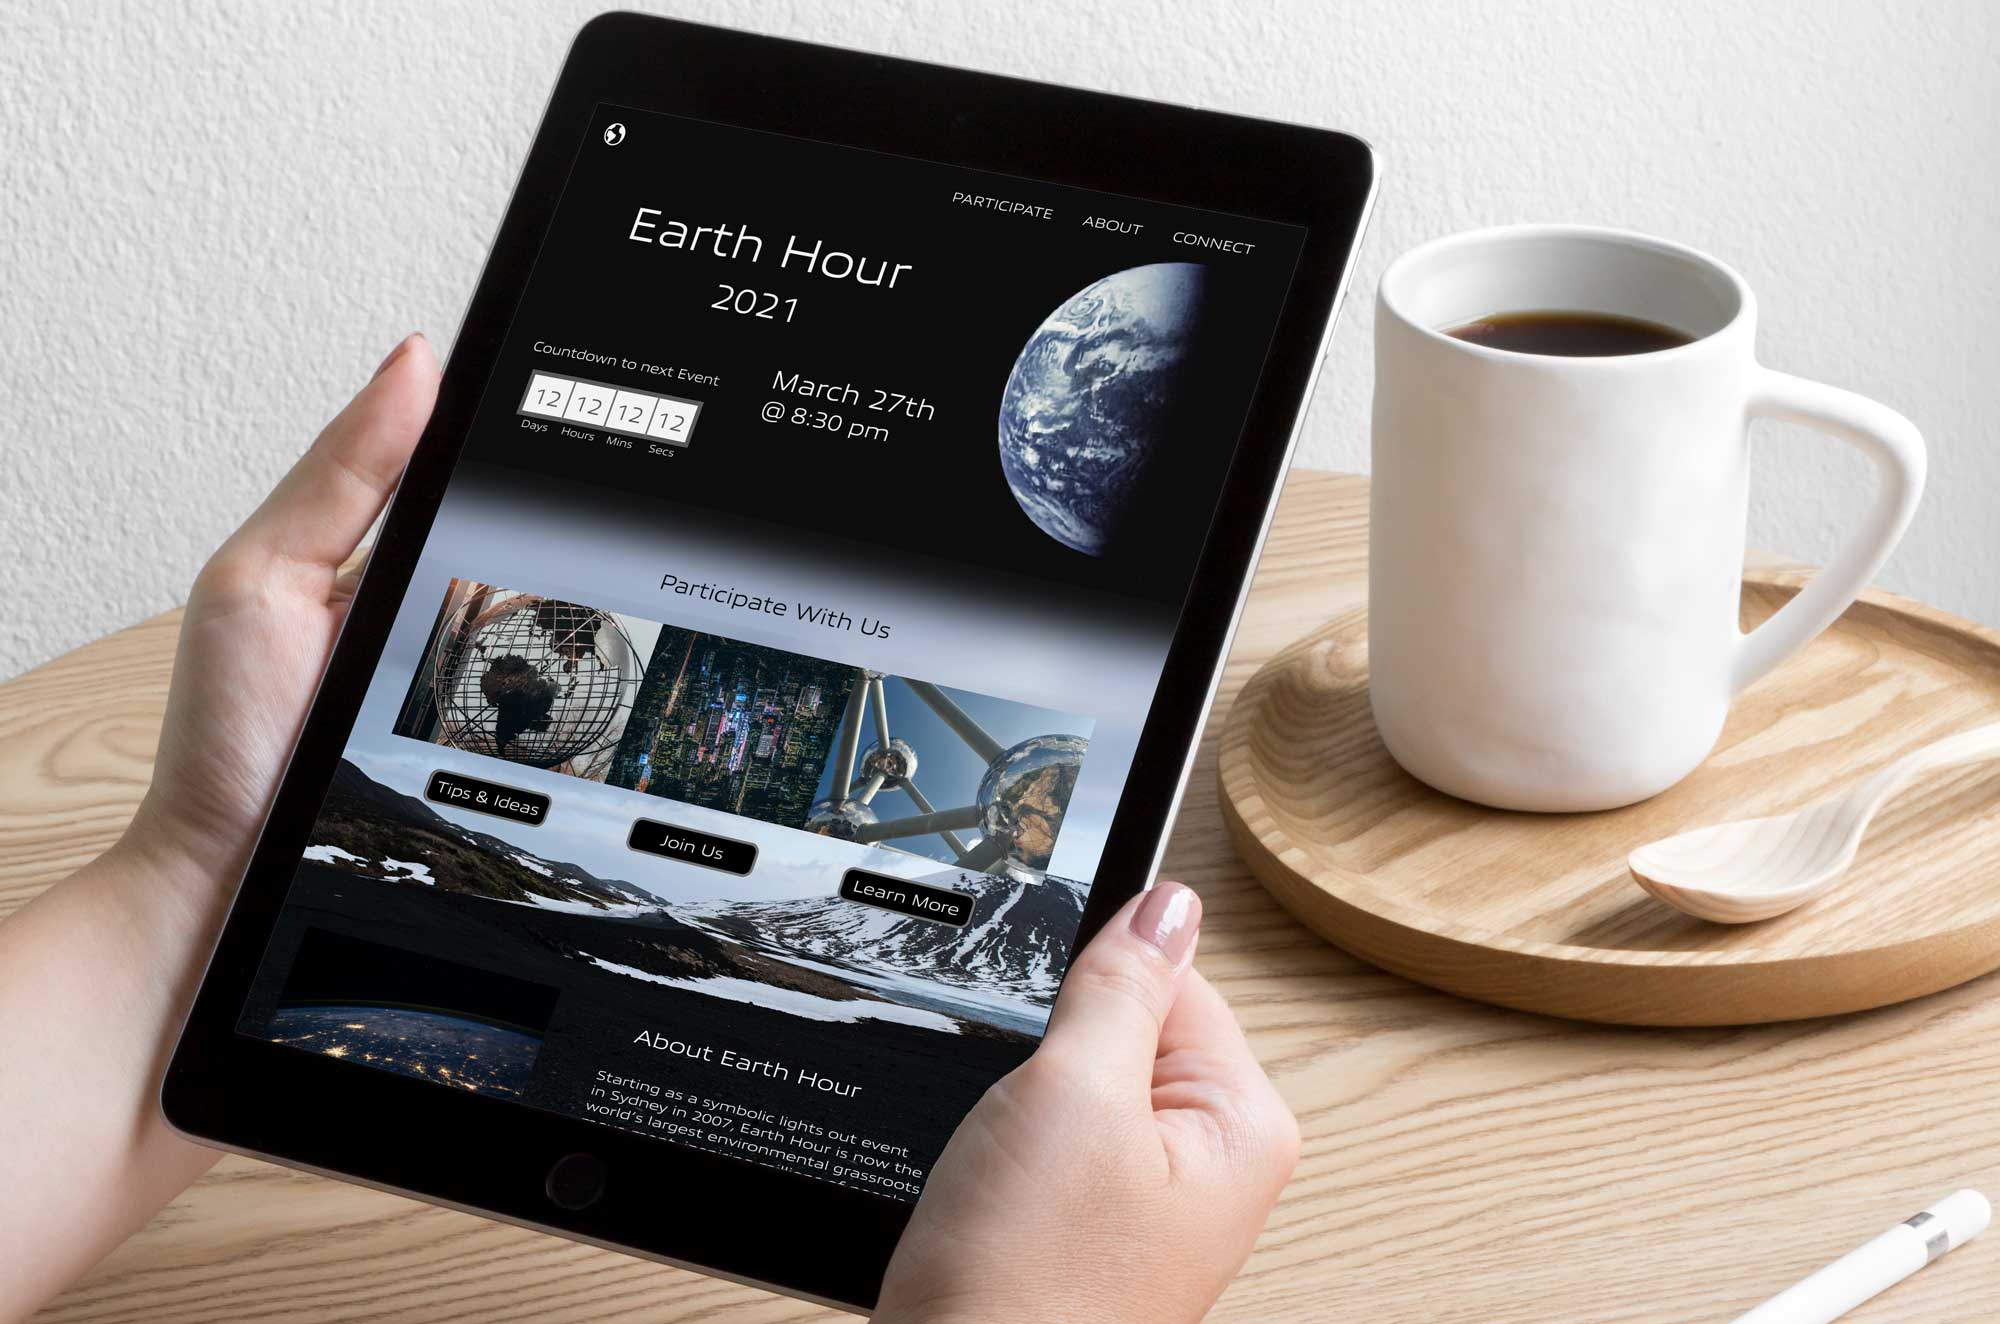 PARTICIPATE ABOUT CONNECT
Earth Hour
2021
Countdown to next Event
12 12 12 12
Days Hours Mins Secs
March 27th
@ 8:30 pm
Participate With Us
Tips & Ideas
Join Us
Learn More
About Earth Hour
Starting as a symbolic lights out event
in Sydney in 2007, Earth Hour is now the
world's largest environmental grassroots